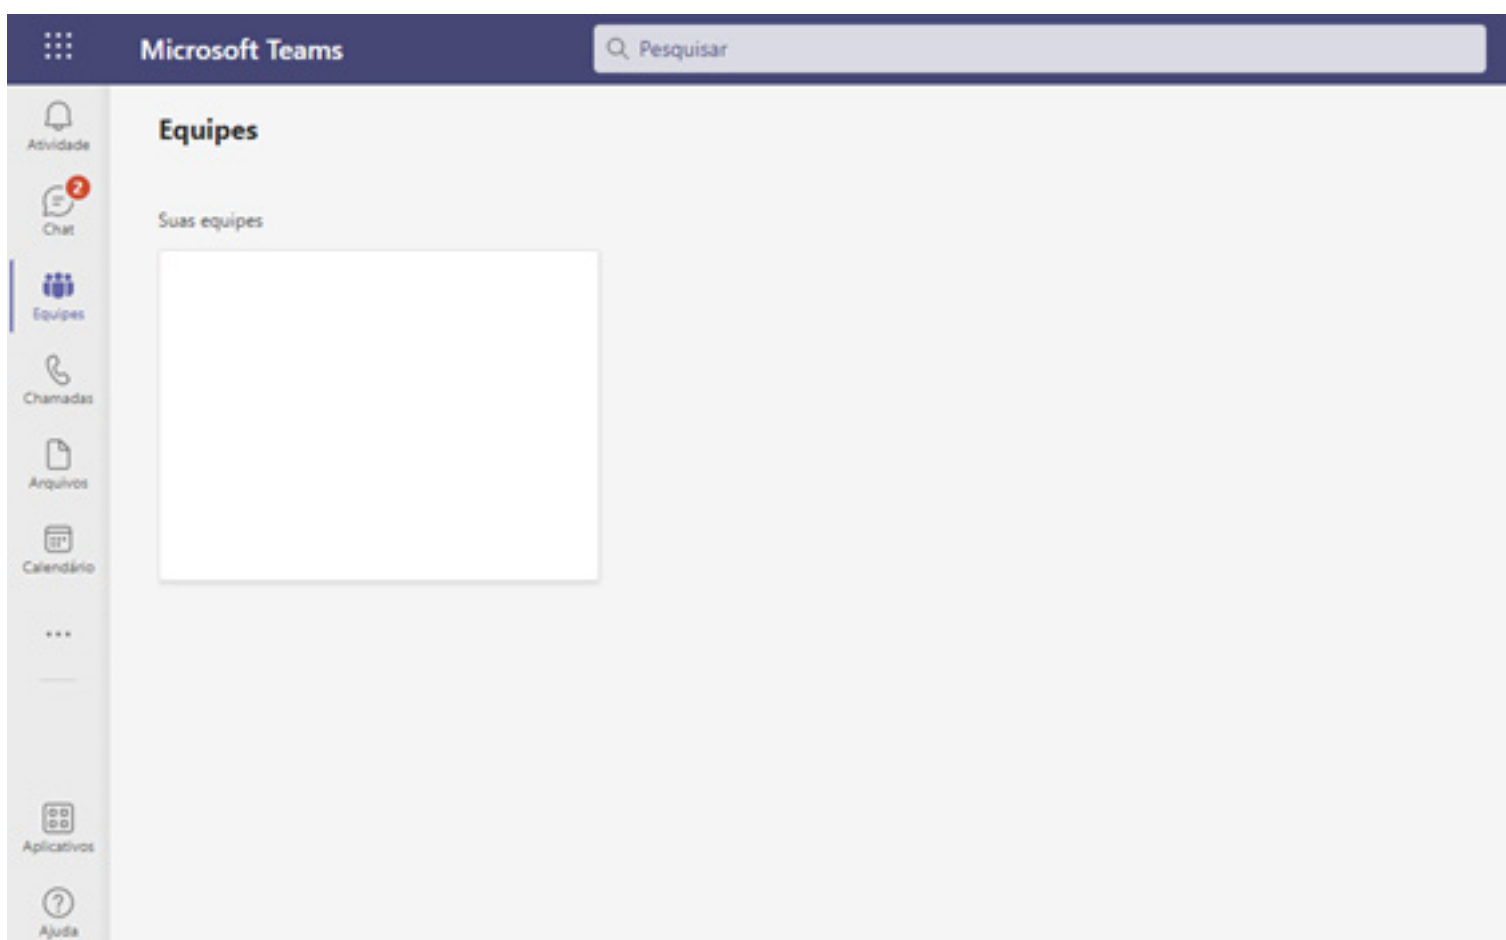 Microsoft Teams
Pesquisar
Atividade
2
Chat
Equipes
Chamadas
Arquivos
Calendário
...
Aplicativos
Ajuda
Equipes
Suas equipes